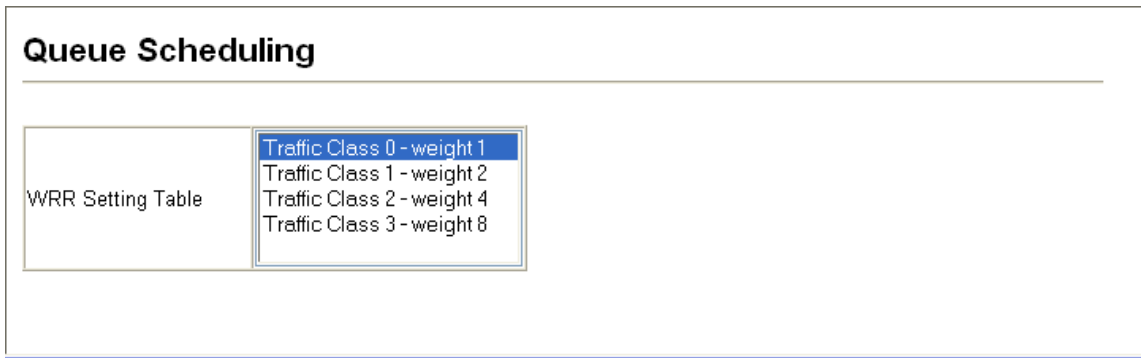 Queue Scheduling
WRR Setting Table
Traffic Class 0 - weight 1
Traffic Class 1 - weight 2
Traffic Class 2 - weight 4
Traffic Class 3 - weight 8